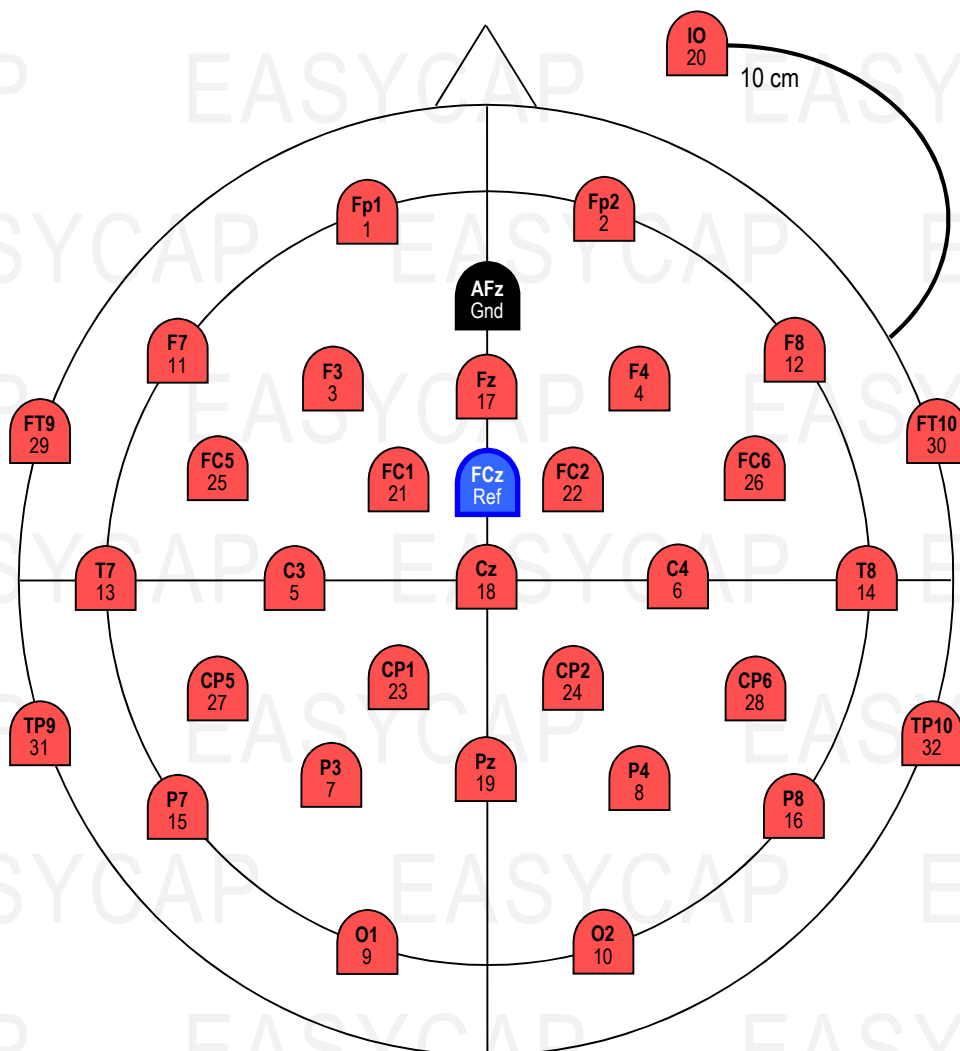 IO
20
10 cm
Fp1
1
Fp2
2
AFz
Gnd
F7
11
F3
3
Fz
17
F4
4
F8
12
FT9
29
FC5
25
FC1
21
FCz
Ref
FC2
22
FC6
26
FT10
30
T7
13
C3
5
Cz
18
C4
6
T8
14
CP5
27
CP1
23
CP2
24
CP6
28
TP9
31
TP10
32
P7
15
P3
7
Pz
19
P4
8
P8
16
O1
9
O2
10
EASYCAP